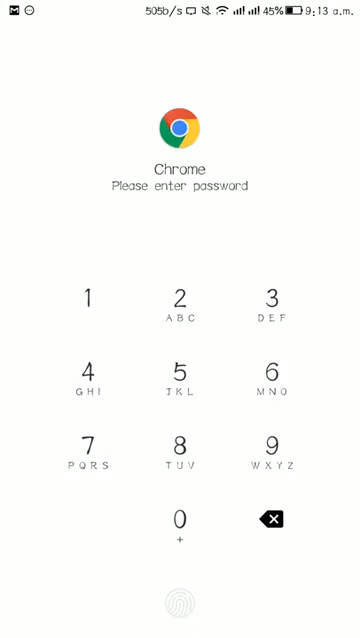 505b/s 45% 9:13 a.m.
Chrome
Please enter password
1 2 3
ABC DEF
4 5 6
GHI JKL MNO
7 8 9
PQRS TUV WXYZ
0
+